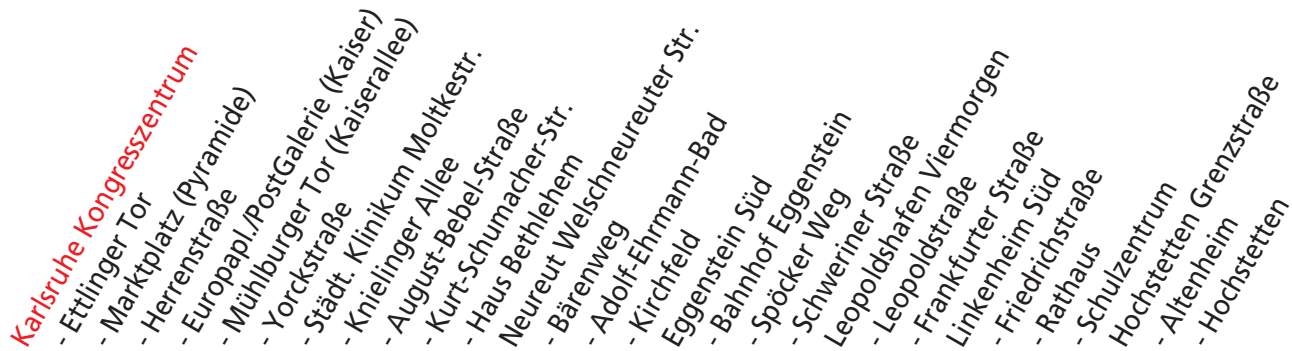 Karlsruhe Kongresszentrum
- Ettlinger Tor
- Marktplatz (Pyramide)
- Herrenstraße
- Europapl./PostGalerie (Kaiser)
- Mühlburger Tor (Kaiserallee)
- Yorckstraße
- Städt. Klinikum Moltkestr.
- Knielinger Allee
- August-Bebel-Straße
- Kurt-Schumacher-Str.
- Haus Bethlehem
Neureut Welschneureuter Str.
- Bärenweg
- Adolf-Ehrmann-Bad
- Kirchfeld
Eggenstein Süd
- Bahnhof Eggenstein
- Spöcker Weg
- Schweriner Straße
Leopoldshafen Viermorgen
- Leopoldstraße
- Frankfurter Straße
Linkenheim Süd
- Friedrichstraße
- Rathaus
- Schulzentrum
Hochstetten Grenzstraße
- Altenheim
- Hochstetten